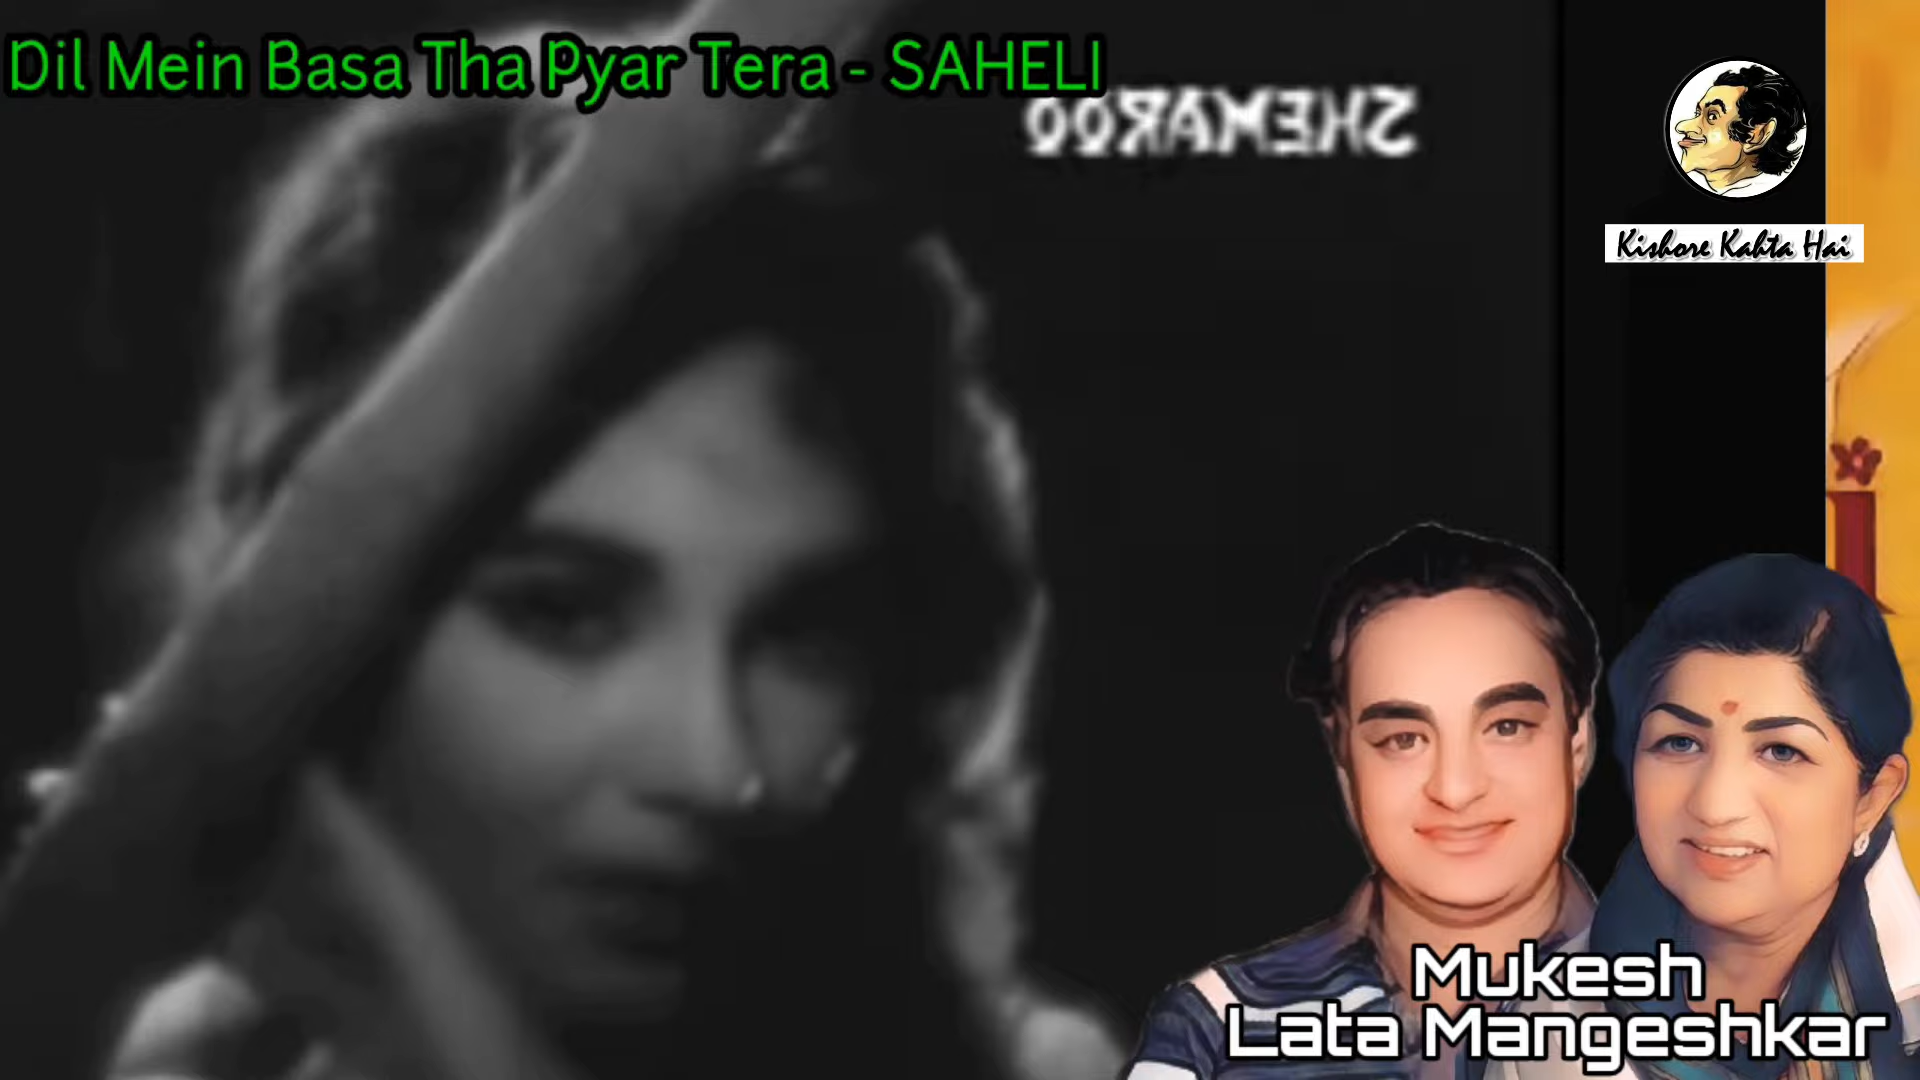 Dil Mein Basa Tha Pyar Tera - SAHELI
SHEMAROO
Kishore Kahta Hai
Mukesh
Lata Mangeshkar